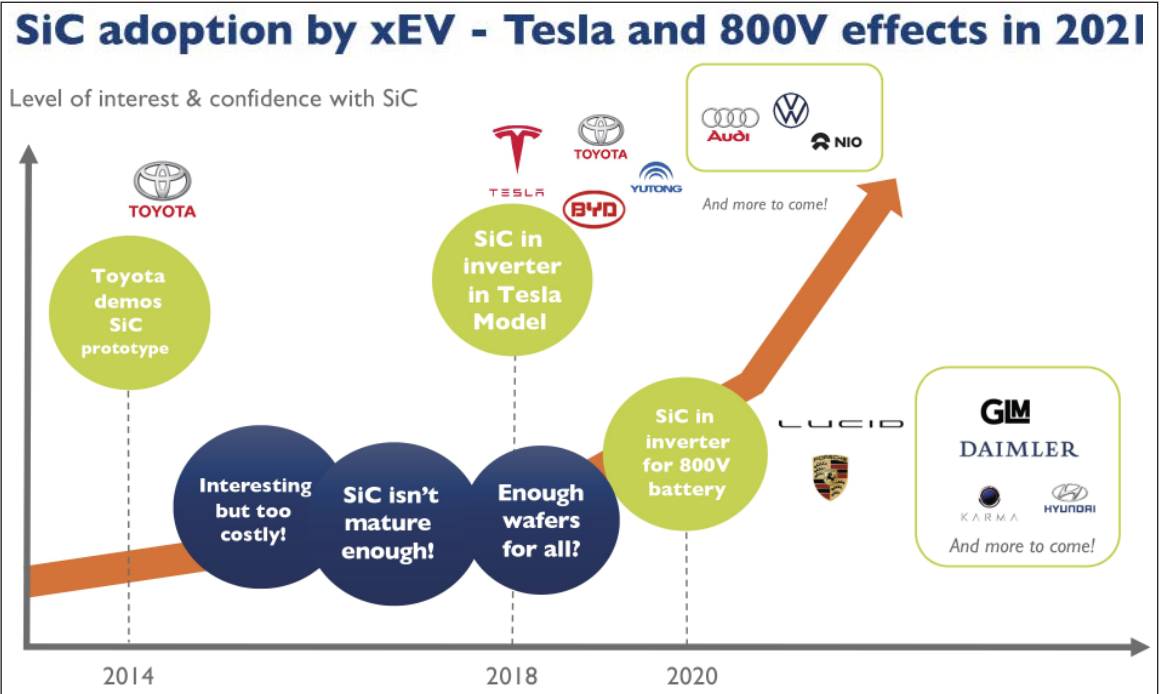 SiC adoption by xEV - Tesla and 800V effects in 2021
Level of interest & confidence with SiC
TOYOTA
Toyota
demos
SiC
prototype
Interesting
but too
costly!
SiC isn't
mature
enough!
TESLA
TOYOTA
BYD
YUTONG
SiC in
inverter
in Tesla
Model
Enough
wafers
for all?
Audi
NIO
And more to come!
SiC in
inverter
for 800V
battery
LUCID
PORSCHE
GLM
DAIMLER
KARMA
HYUNDAI
And more to come!
2014
2018
2020